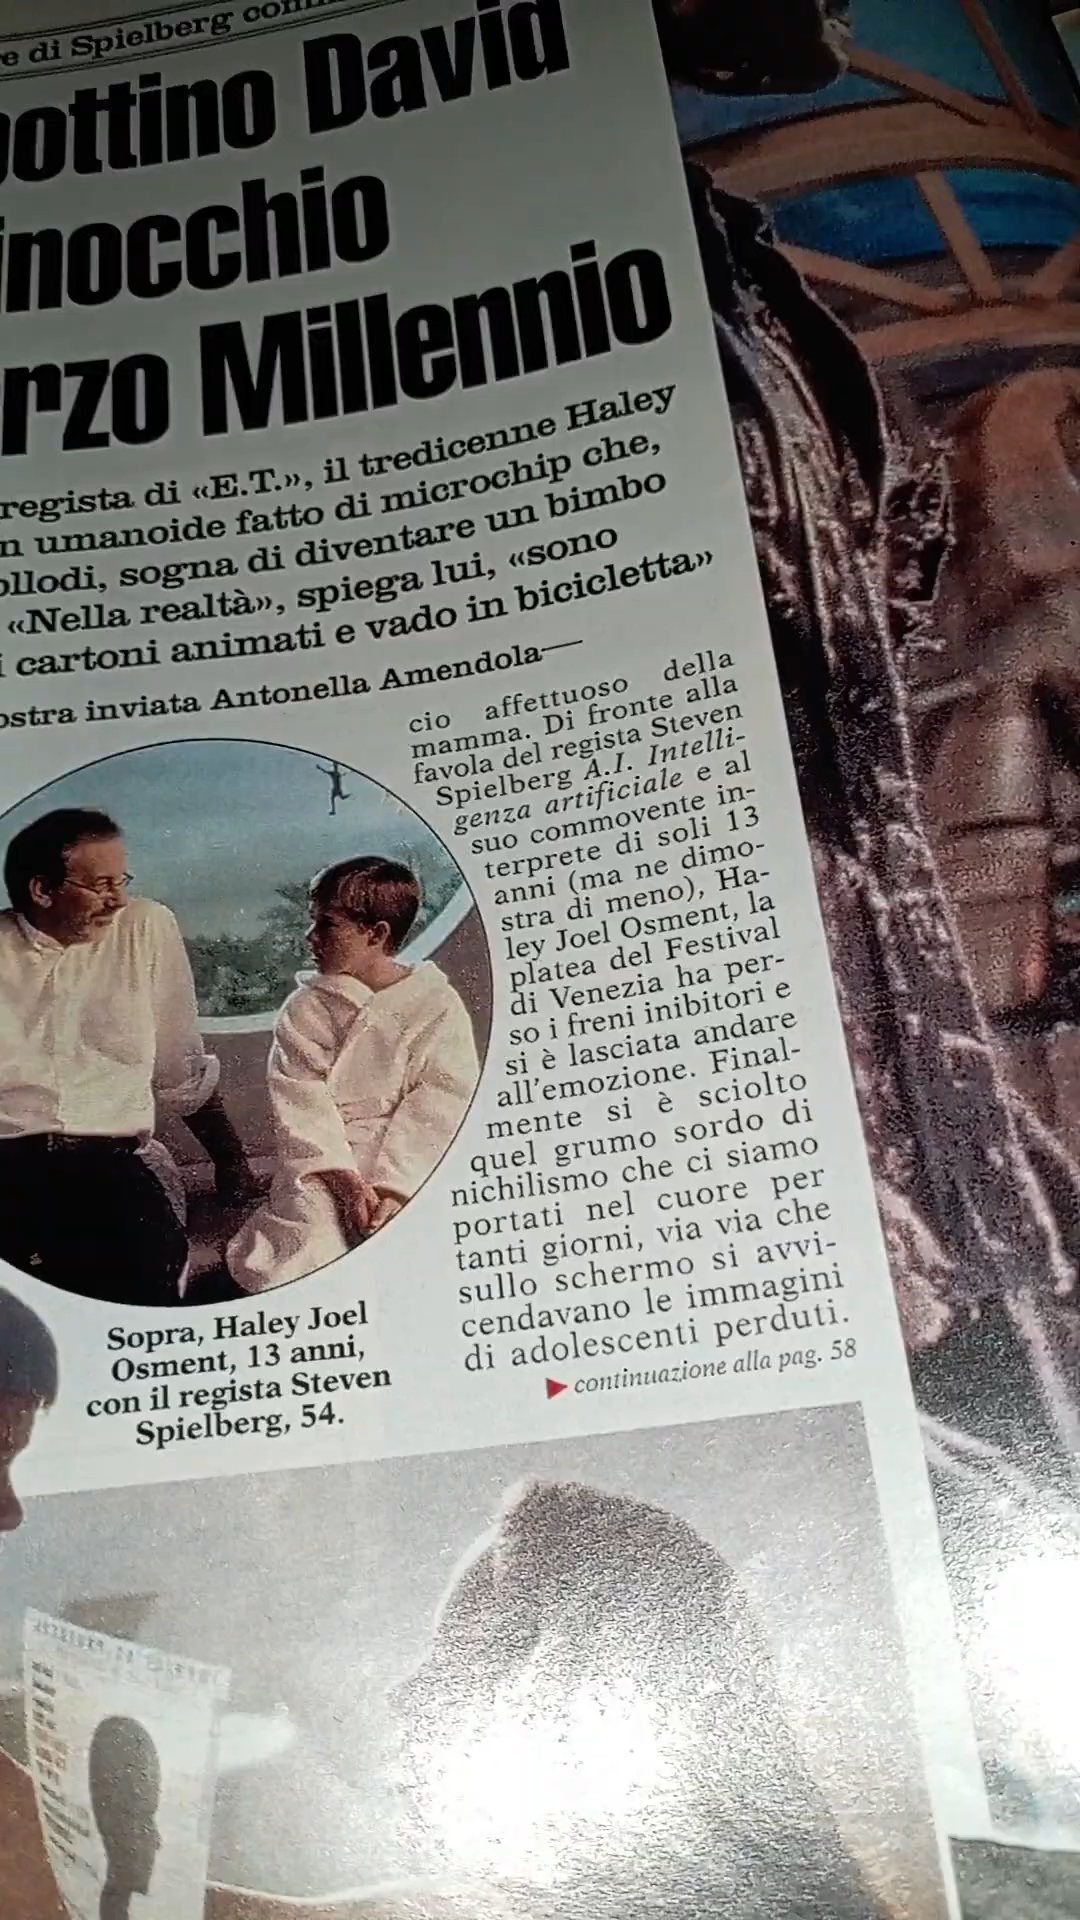 e di Spielberg
ottino David
inocchio
rzo Millennio
regista di «E.T.», il tredicenne Haley
n umanoide fatto di microchip che,
ollodi, sogna di diventare un bimbo
«Nella realtà», spiega lui, «sono
i cartoni animati e vado in bicicletta»
ostra inviata Antonella Amendola—
cio affettuoso della
mamma. Di fronte alla
favola del regista Steven
Spielberg A.I. Intelli-
genza artificiale e al
suo commovente in-
terprete di soli 13
anni (ma ne dimo-
stra di meno), Ha-
ley Joel Osment, la
platea del Festival
di Venezia ha per-
so i freni inibitori e
si è lasciata andare
all'emozione. Final-
mente si è sciolto
quel grumo sordo di
nichilismo che ci siamo
portati nel cuore per
tanti giorni, via via che
sullo schermo si avvi-
cendavano le immagini
di adolescenti perduti.
continuazione alla pag. 58
Sopra, Haley Joel
Osment, 13 anni,
con il regista Steven
Spielberg, 54.